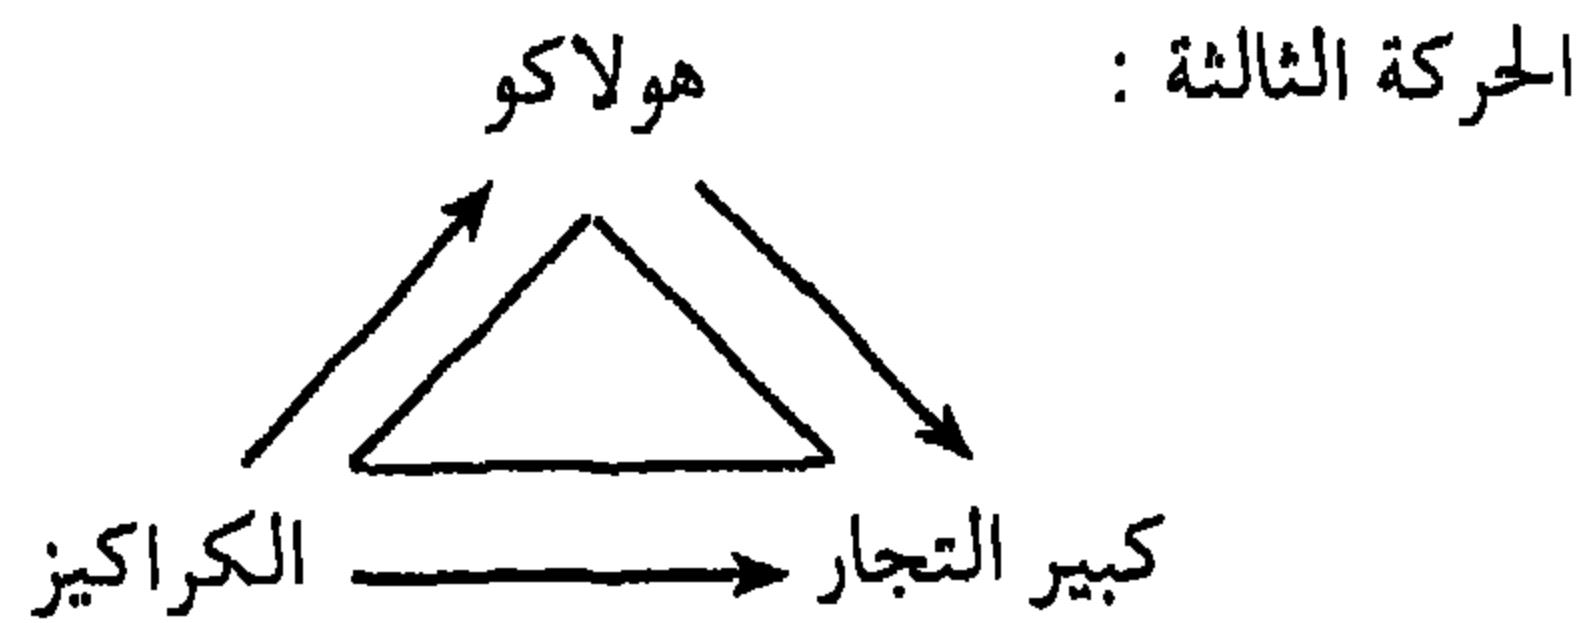 الحركة الثالثة :
هولاكو
كبير التجار
الكراكيز